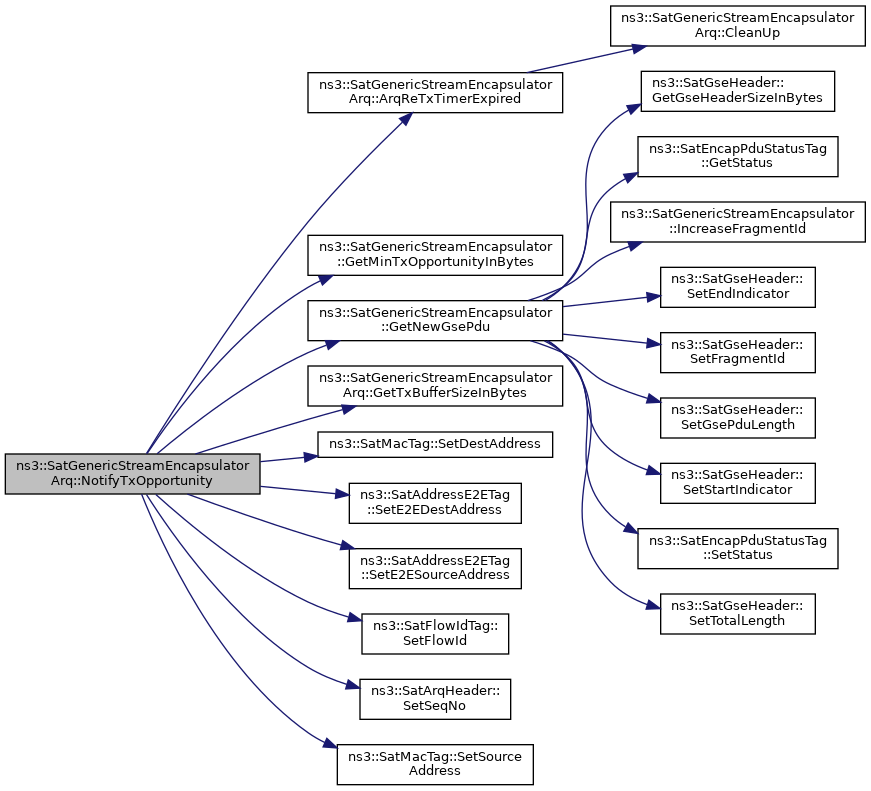 ns3::SatGenericStreamEncapsulator
Arq::NotifyTxOpportunity
ns3::SatGenericStreamEncapsulator
Arq::ArqReTxTimerExpired
ns3::SatGenericStreamEncapsulator
::GetMinTxOpportunityInBytes
ns3::SatGenericStreamEncapsulator
::GetNewGsePdu
ns3::SatGenericStreamEncapsulator
Arq::GetTxBufferSizeInBytes
ns3::SatMacTag::SetDestAddress
ns3::SatAddressE2ETag
::SetE2EDestAddress
ns3::SatAddressE2ETag
::SetE2ESourceAddress
ns3::SatFlowIdTag::
SetFlowId
ns3::SatArqHeader::
SetSeqNo
ns3::SatMacTag::SetSource
Address
ns3::SatGenericStreamEncapsulator
Arq::CleanUp
ns3::SatGseHeader::
GetGseHeaderSizeInBytes
ns3::SatEncapPduStatusTag
::GetStatus
ns3::SatGenericStreamEncapsulator
::IncreaseFragmentId
ns3::SatGseHeader::
SetEndIndicator
ns3::SatGseHeader::
SetFragmentId
ns3::SatGseHeader::
SetGsePduLength
ns3::SatGseHeader::
SetStartIndicator
ns3::SatEncapPduStatusTag
::SetStatus
ns3::SatGseHeader::
SetTotalLength